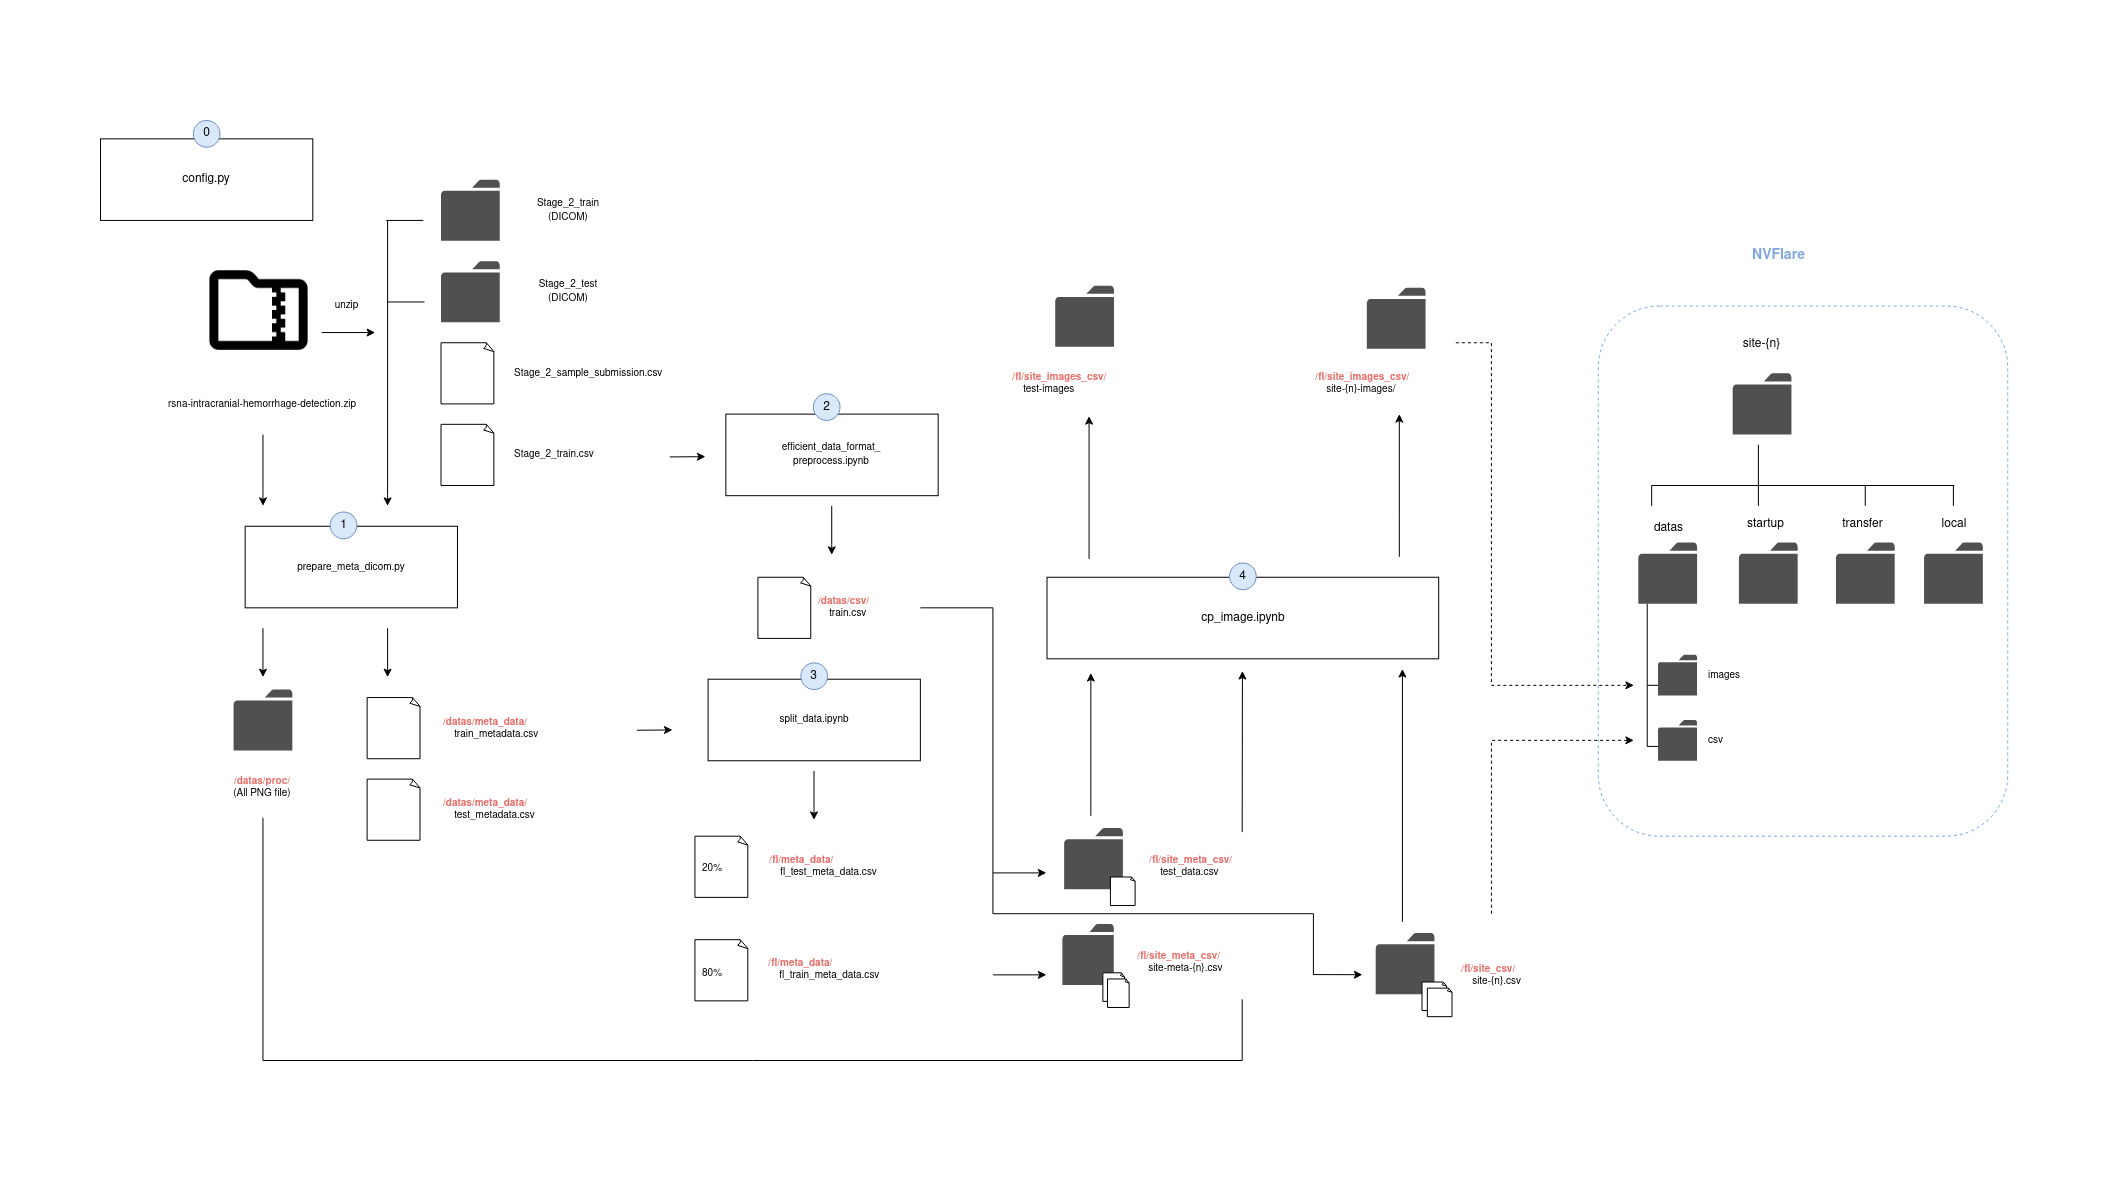 0
config.py
Stage_2_train
(DICOM)
unzip
Stage_2_test
(DICOM)
rsna-intracranial-hemorrhage-detection.zip
Stage_2_sample_submission.csv
Stage_2_train.csv
2
efficient_data_format_
preprocess.ipynb
1
prepare_meta_dicom.py
/datas/csv/
train.csv
3
split_data.ipynb
/datas/proc/
(All PNG file)
/datas/meta_data/
train_metadata.csv
/datas/meta_data/
test_metadata.csv
20%
/fl/meta_data/
fl_test_meta_data.csv
80%
/fl/meta_data/
fl_train_meta_data.csv
/fl/site_images_csv/
test-images
/fl/site_images_csv/
site-{n}-images/
4
cp_image.ipynb
/fl/site_meta_csv/
test_data.csv
/fl/site_meta_csv/
site-meta-{n}.csv
/fl/site_csv/
site-{n}.csv
NVFlare
site-{n}
datas
startup
transfer
local
images
csv